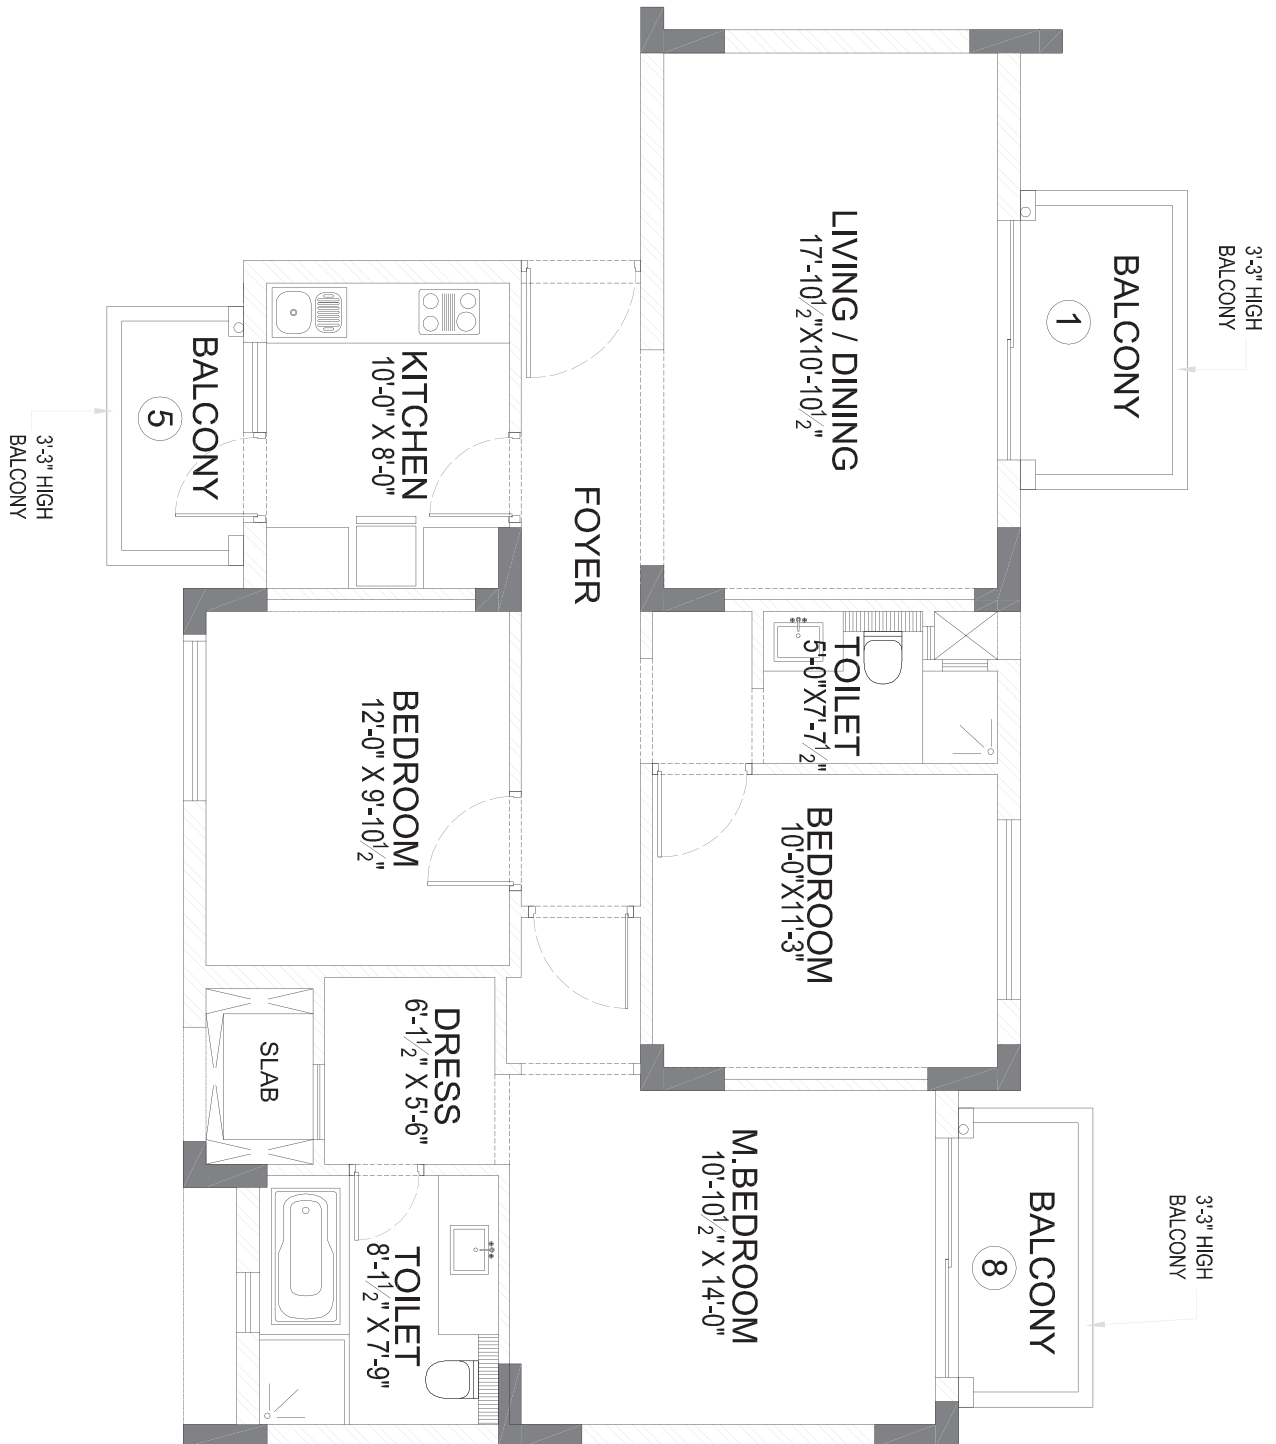 LIVING / DINING
17'-10½"X10'-10½"
BALCONY
1
3'-3" HIGH
BALCONY
KITCHEN
10'-0" X 8'-0"
BALCONY
5
3'-3" HIGH
BALCONY
FOYER
TOILET
5'-0"X7'-7½"
BEDROOM
12'-0" X 9'-10½"
BEDROOM
10'-0"X11'-3"
DRESS
6'-1½" X 5'-6"
SLAB
M.BEDROOM
10'-10½" X 14'-0"
TOILET
8'-1½" X 7'-9"
BALCONY
8
3'-3" HIGH
BALCONY